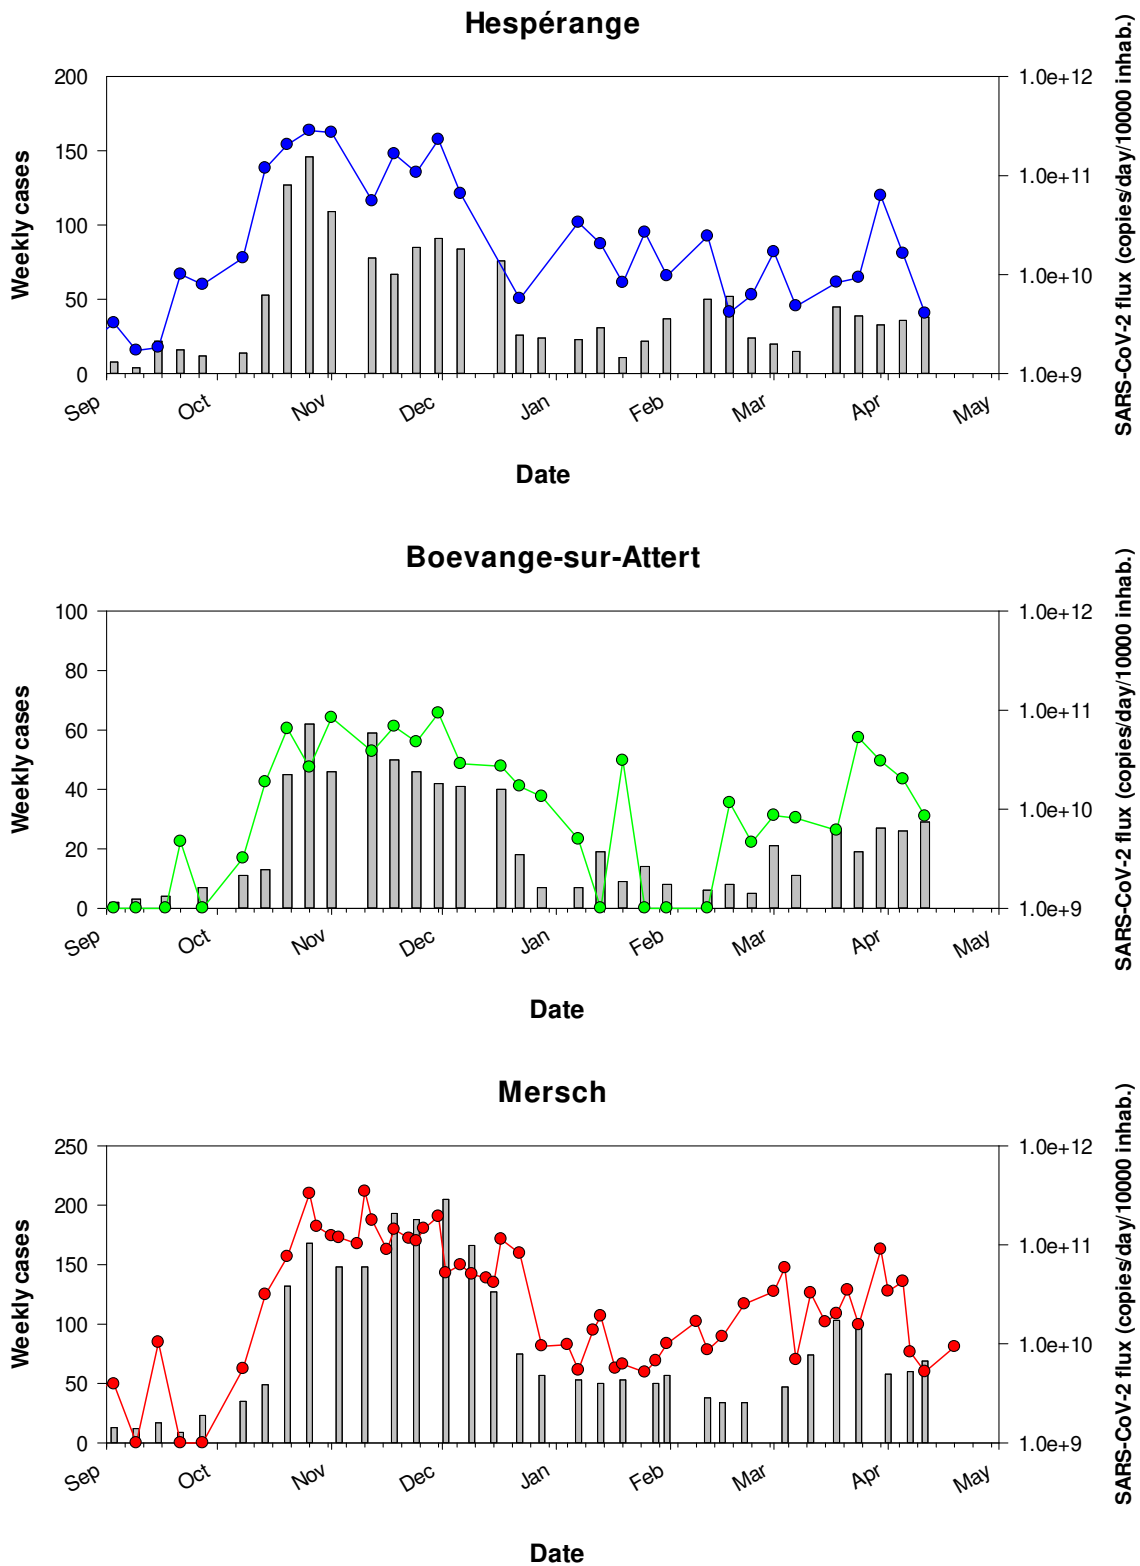 Hespérange
200
150
100
50
0
Weekly cases
1.0e+12
1.0e+11
1.0e+10
1.0e+9
SARS-CoV-2 flux (copies/day/10000 inhab.)
Sep Oct Nov Dec Jan Feb Mar Apr May
Date
Boevange-sur-Attert
100
80
60
40
20
0
Weekly cases
1.0e+12
1.0e+11
1.0e+10
1.0e+9
SARS-CoV-2 flux (copies/day/10000 inhab.)
Sep Oct Nov Dec Jan Feb Mar Apr May
Date
Mersch
250
200
150
100
50
0
Weekly cases
1.0e+12
1.0e+11
1.0e+10
1.0e+9
SARS-CoV-2 flux (copies/day/10000 inhab.)
Sep Oct Nov Dec Jan Feb Mar Apr May
Date